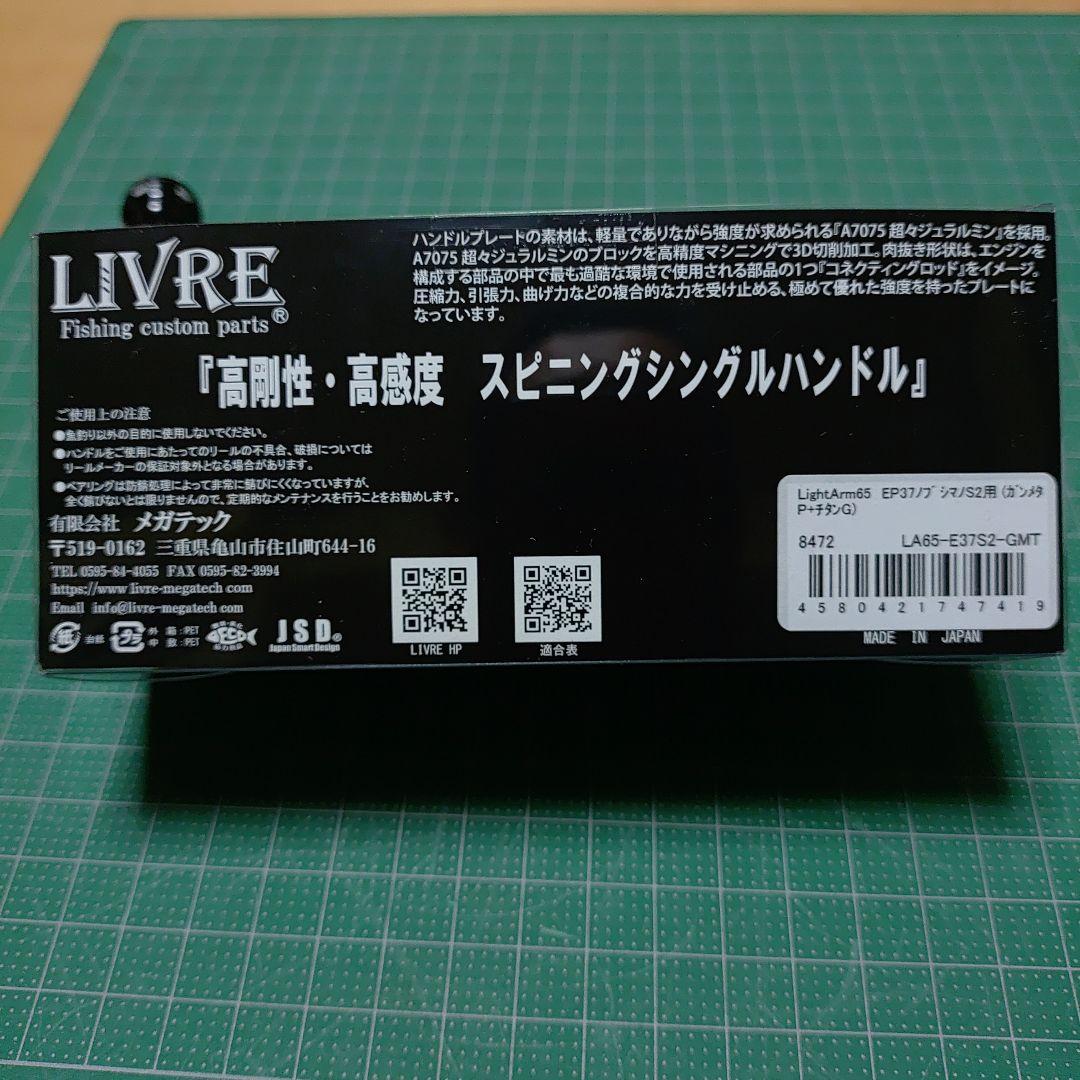 LIVRE
Fishing custom parts®
ハンドルプレートの素材は、軽量でありながら強度が求められる『A7075 超々ジュラルミン』を採用。
A7075 超々ジュラルミンのブロックを高精度マシニングで3D切削加工。肉抜き形状は、エンジンを
構成する部品の中で最も過酷な環境で使用される部品の1つ『コネクティングロッド』をイメージ。
圧縮力、引張力、曲げ力などの複合的な力を受け止める、極めて優れた強度を持ったプレートに
なっています。
『高剛性・高感度 スピニングシングルハンドル』
ご使用上の注意
●魚釣り以外の目的に使用しないでください。
●ハンドルをご使用にあたってのリールの不具合、破損については
リールメーカーの保証対象外となる場合があります。
●ベアリングは防錆処理によって非常に錆びにくくなっていますが、
全く錆びないとは限りませんので、定期的なメンテナンスを行うことをお勧めします。
有限会社 メガテック
〒519-0162 三重県亀山市住山町644-16
TEL 0595-84-4055 FAX 0595-82-3994
https://www.livre-megatech.com
Email info@livre-megatech.com
紙 台紙 プラ 外箱:PET
:PET
JSD®
Japan Smart Design
LIVRE HP
適合表
LightArm65 EP37ノブ シマノS2用 (ガンメタ
P+チタンG)
8472 LA65-E37S2-GMT
4580421747419
MADE IN JAPAN